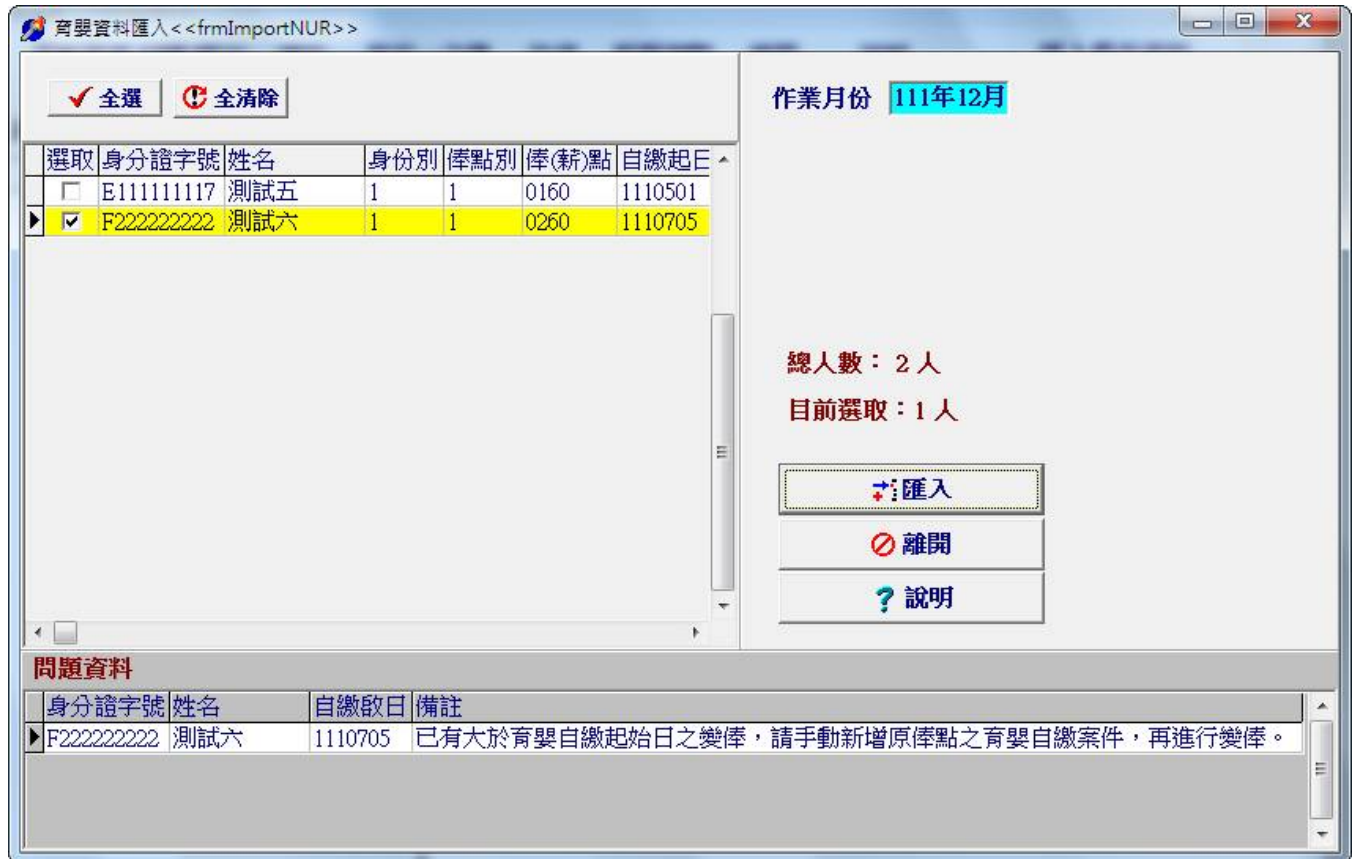 育嬰資料匯入<<frmImportNUR>>
全選 全清除
作業月份 111年12月
選取 身分證字號 姓名 身份別 俸點別 俸(薪)點 自繳起日
E111111117 測試五 1 1 0160 1110501
F222222222 測試六 1 1 0260 1110705
總人數：2人
目前選取：1人
匯入
離開
說明
問題資料
身分證字號 姓名 自繳啟日 備註
F222222222 測試六 1110705 已有大於育嬰自繳起始日之變俸，請手動新增原俸點之育嬰自繳案件，再進行變俸。